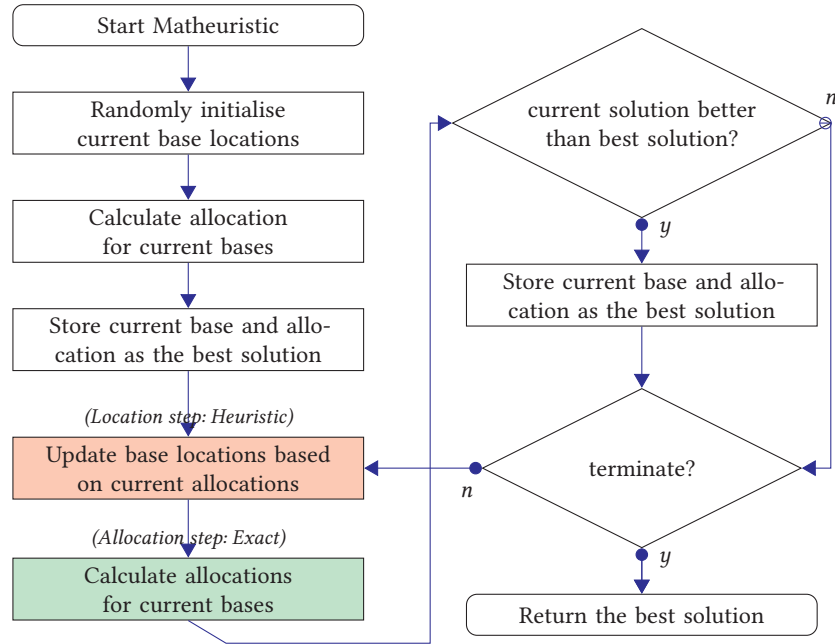 Start Matheuristic
Randomly initialise
current base locations
Calculate allocation
for current bases
Store current base and allo-
cation as the best solution
(Location step: Heuristic)
Update base locations based
on current allocations
(Allocation step: Exact)
Calculate allocations
for current bases
current solution better
than best solution?
n
y
Store current base and allo-
cation as the best solution
terminate?
n
y
Return the best solution